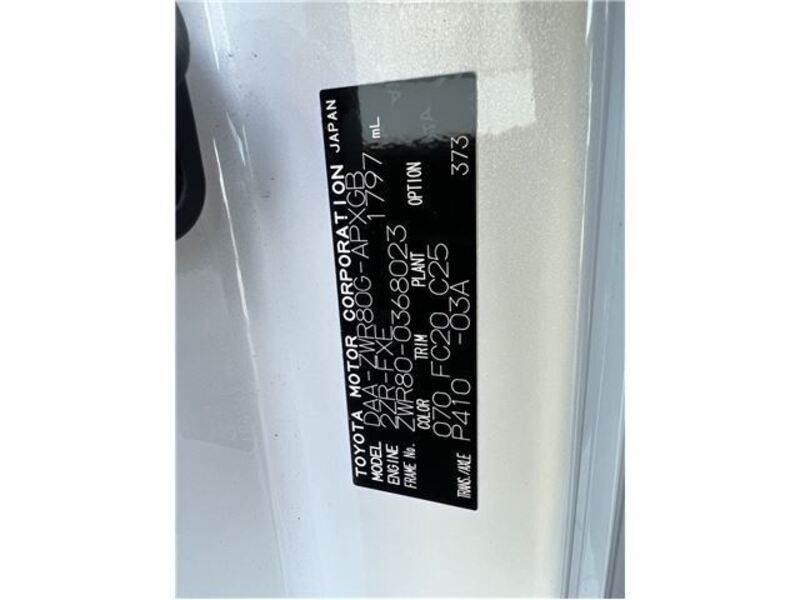 TOYOTA MOTOR CORPORATION JAPAN
MODEL DAA-ZWR80G-APXGB
ENGINE 2ZR-FXE 1797 mL
FRAME No. ZWR80-0368023
COLOR TRIM PLANT OPTION
070 FC20 C25 373
TRANS./AXLE P410 -03A